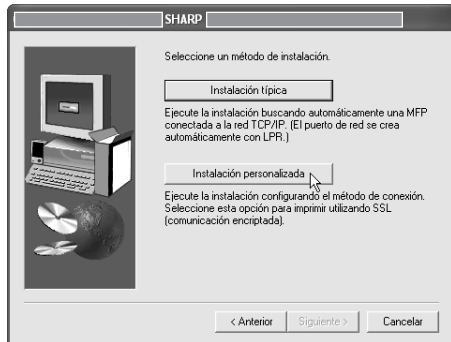 SHARP
Seleccione un método de instalación.
Instalación típica
Ejecute la instalación buscando automáticamente una MFP
conectada a la red TCP/IP. (El puerto de red se crea
automáticamente con LPR.)
Instalación personalizada
Ejecute la instalación configurando el método de conexión.
Seleccione esta opción para imprimir utilizando SSL
(comunicación encriptada).
< Anterior
Siguiente >
Cancelar